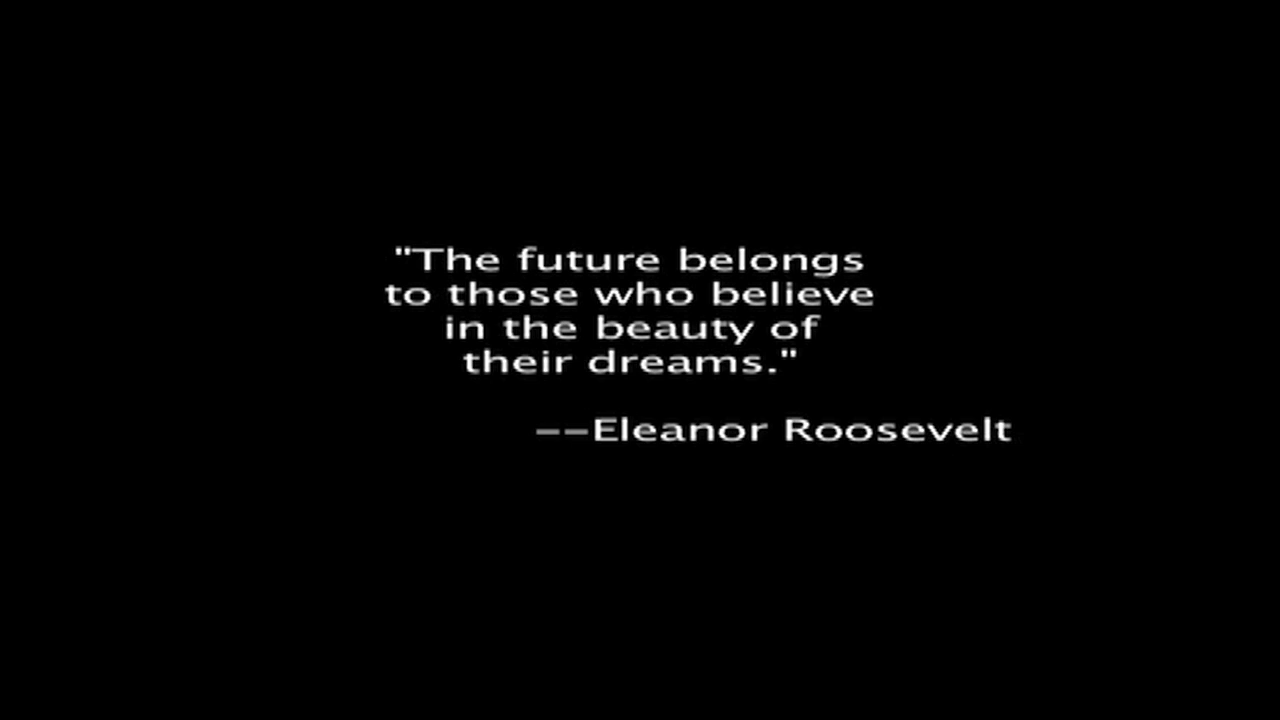 "The future belongs
to those who believe
in the beauty of
their dreams."
--Eleanor Roosevelt